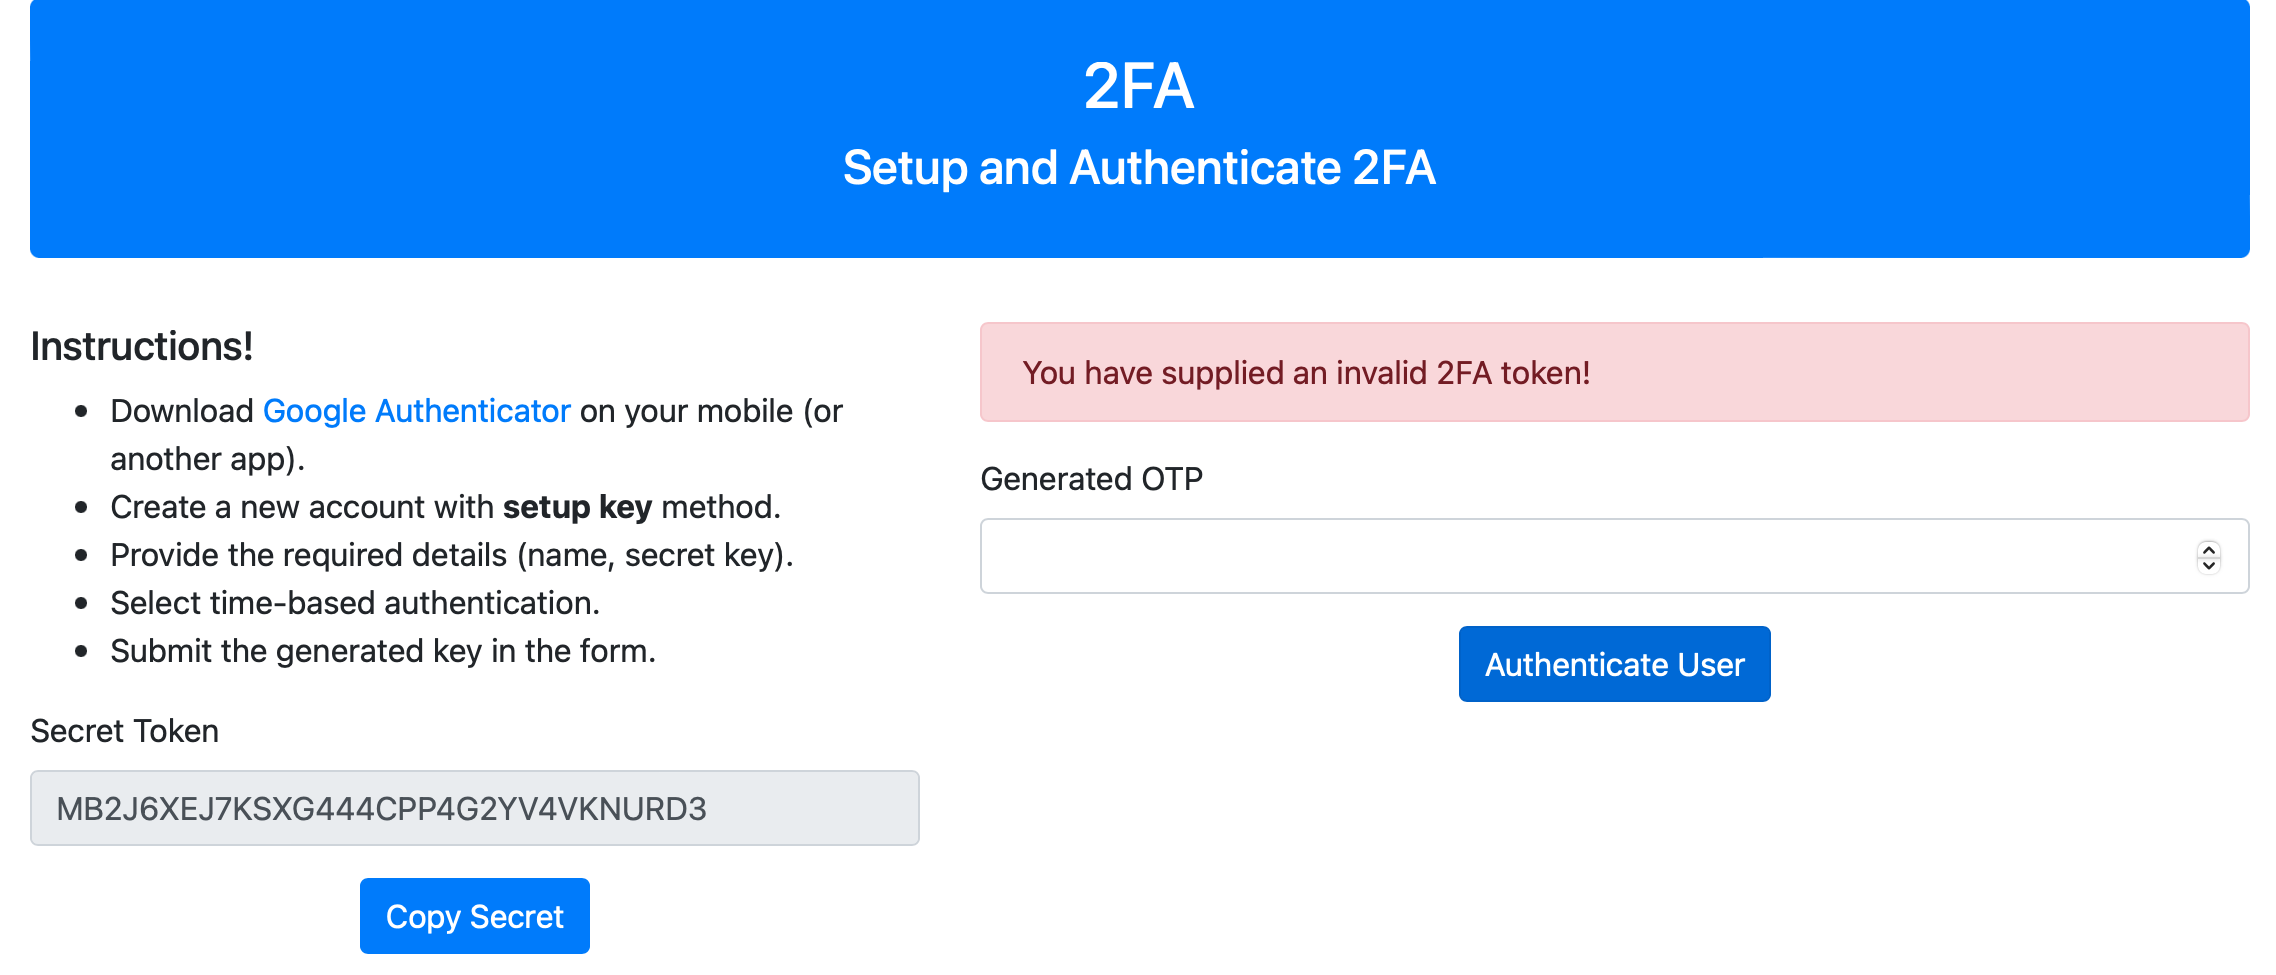 2FA
Setup and Authenticate 2FA
Instructions!
Download Google Authenticator on your mobile (or
another app).
Create a new account with setup key method.
Provide the required details (name, secret key).
Select time-based authentication.
Submit the generated key in the form.
Secret Token
MB2J6XEJ7KSXG444CPP4G2YV4VKNURD3
Copy Secret
You have supplied an invalid 2FA token!
Generated OTP
Authenticate User